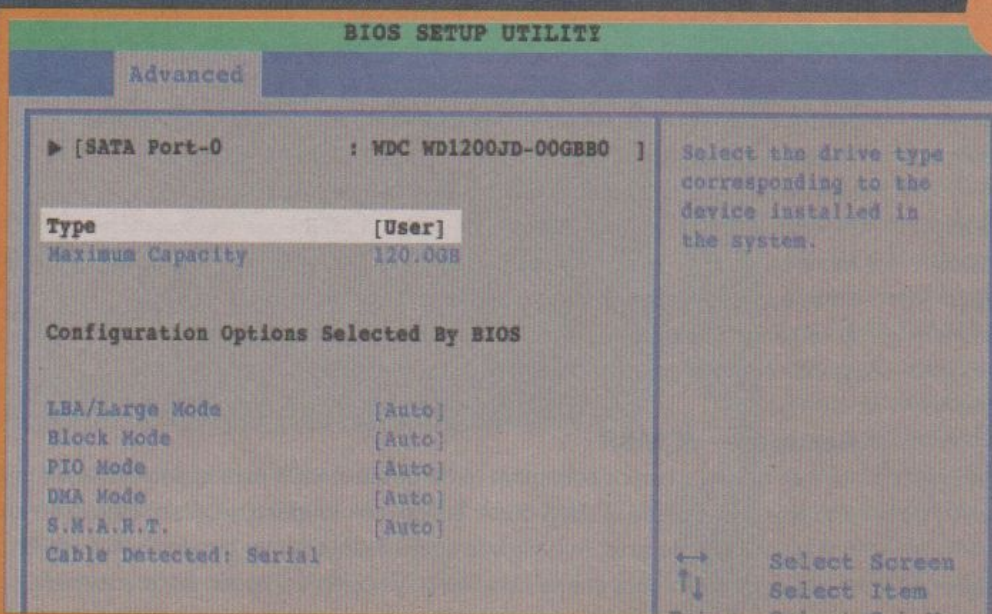 BIOS SETUP UTILITY
Advanced
▶ [SATA Port-0 : WDC WD1200JD-00GBB0 ]
Type [User]
Maximum Capacity 120.0GB
Configuration Options Selected By BIOS
LBA/Large Mode [Auto]
Block Mode [Auto]
PIO Mode [Auto]
DMA Mode [Auto]
S.M.A.R.T. [Auto]
Cable Detected: Serial
Select the drive type
corresponding to the
device installed in
the system.
↔ Select Screen
↑↓ Select Item